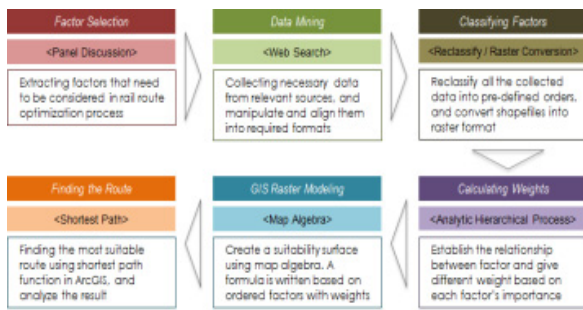 Factor Selection
<Panel Discussion>
Extracting factors that need
to be considered in rail route
optimization process
Data Mining
<Web Search>
Collecting necessary data
from relevant sources, and
manipulate and align them
into required formats
Classifying Factors
<Reclassify / Raster Conversion>
Reclassify all the collected
data into pre-defined orders,
and convert shapefiles into
raster format
Calculating Weights
<Analytic Hierarchical Process>
Establish the relationship
between factor and give
different weight based on
each factor's importance
GIS Raster Modeling
<Map Algebra>
Create a suitability surface
using map algebra. A
formula is written based on
ordered factors with weights
Finding the Route
<Shortest Path>
Finding the most suitable
route using shortest path
function in ArcGIS, and
analyze the result